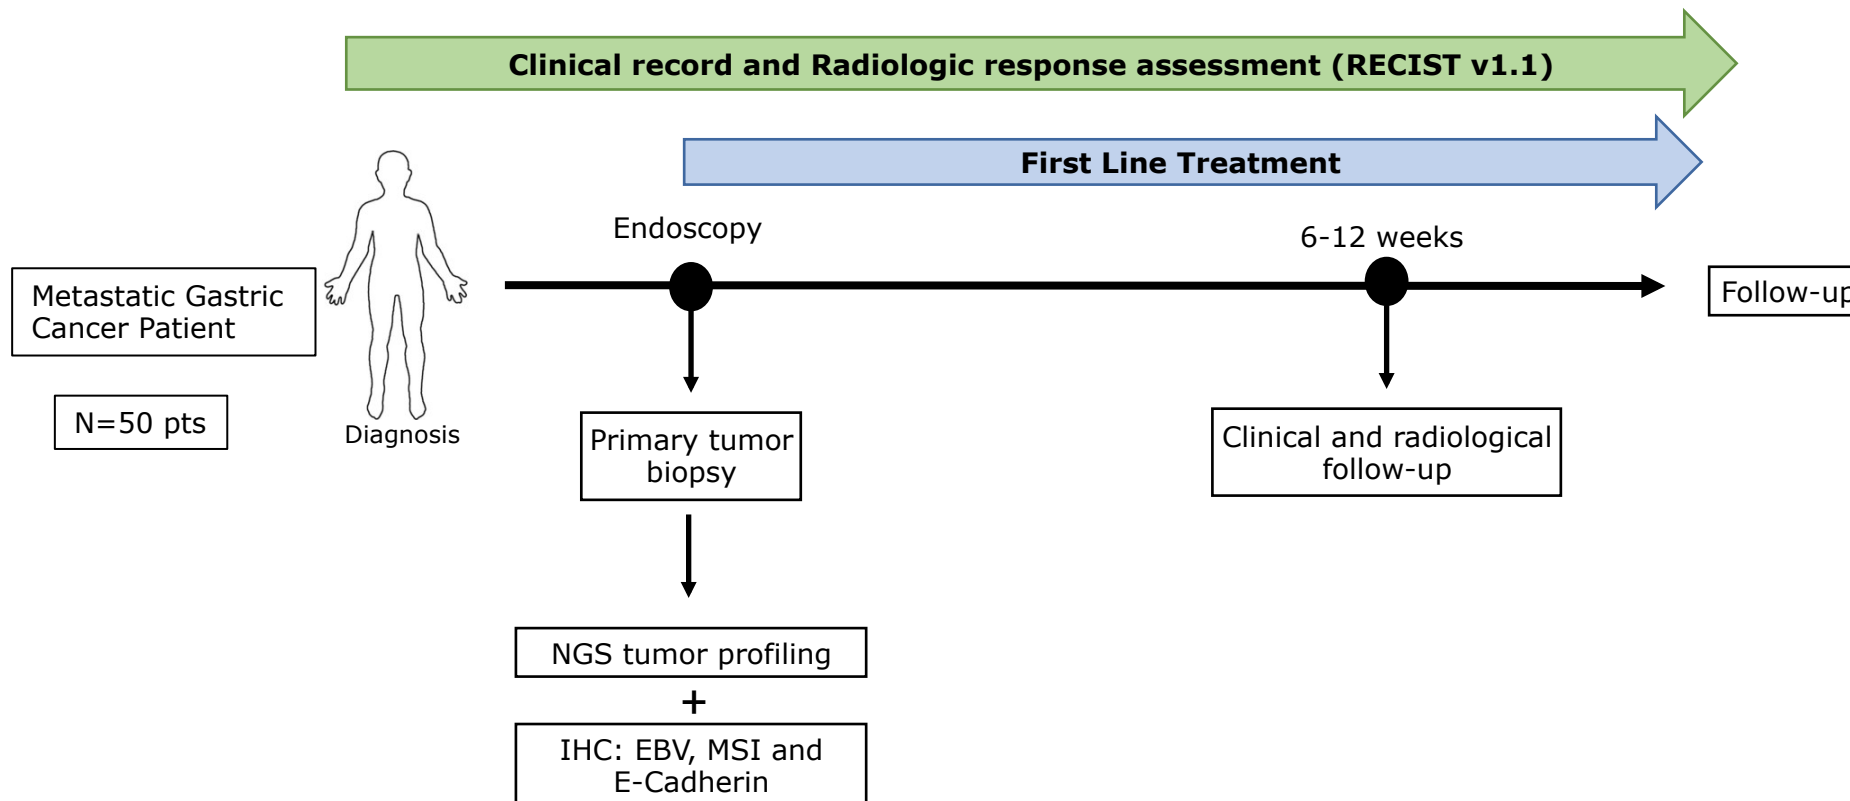 Clinical record and Radiologic response assessment (RECIST v1.1)
First Line Treatment
Endoscopy
6-12 weeks
Metastatic Gastric
Cancer Patient
Follow-up
N=50 pts
Diagnosis
Primary tumor
biopsy
Clinical and radiological
follow-up
NGS tumor profiling
+
IHC: EBV, MSI and
E-Cadherin